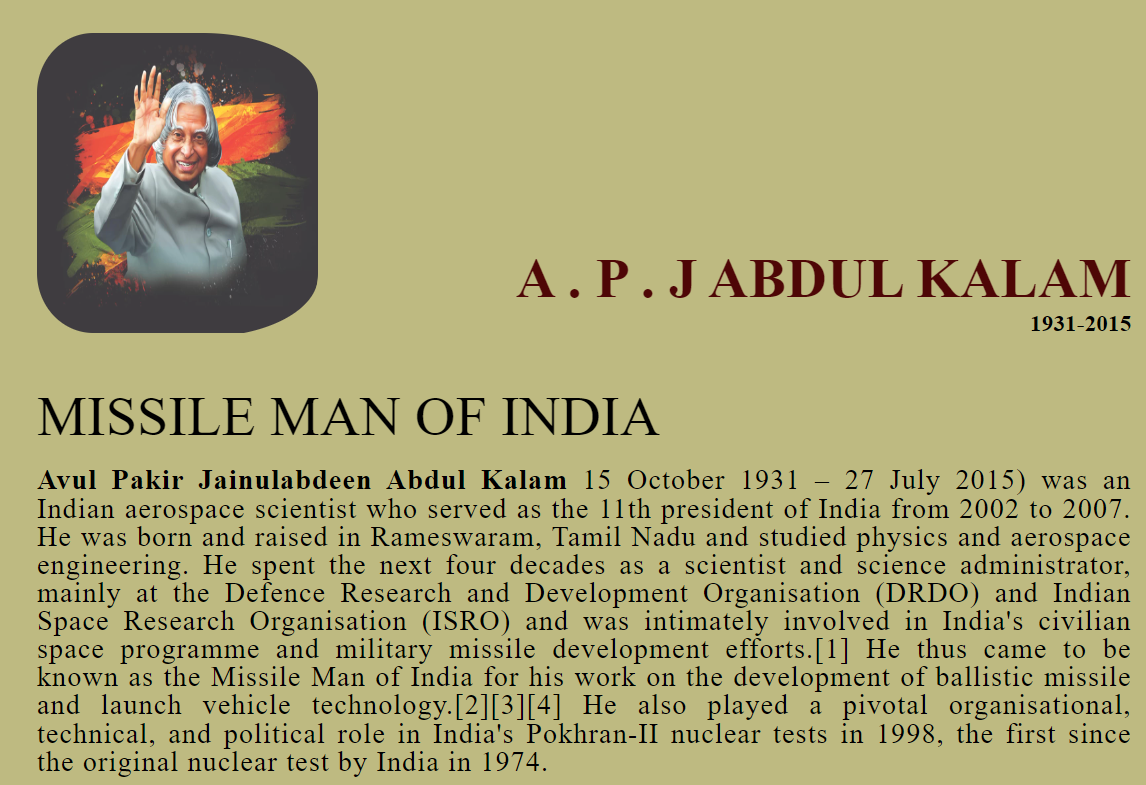 A . P . J ABDUL KALAM
1931-2015
MISSILE MAN OF INDIA
Avul Pakir Jainulabdeen Abdul Kalam 15 October 1931 – 27 July 2015) was an
Indian aerospace scientist who served as the 11th president of India from 2002 to 2007.
He was born and raised in Rameswaram, Tamil Nadu and studied physics and aerospace
engineering. He spent the next four decades as a scientist and science administrator,
mainly at the Defence Research and Development Organisation (DRDO) and Indian
Space Research Organisation (ISRO) and was intimately involved in India's civilian
space programme and military missile development efforts.[1] He thus came to be
known as the Missile Man of India for his work on the development of ballistic missile
and launch vehicle technology.[2][3][4] He also played a pivotal organisational,
technical, and political role in India's Pokhran-II nuclear tests in 1998, the first since
the original nuclear test by India in 1974.